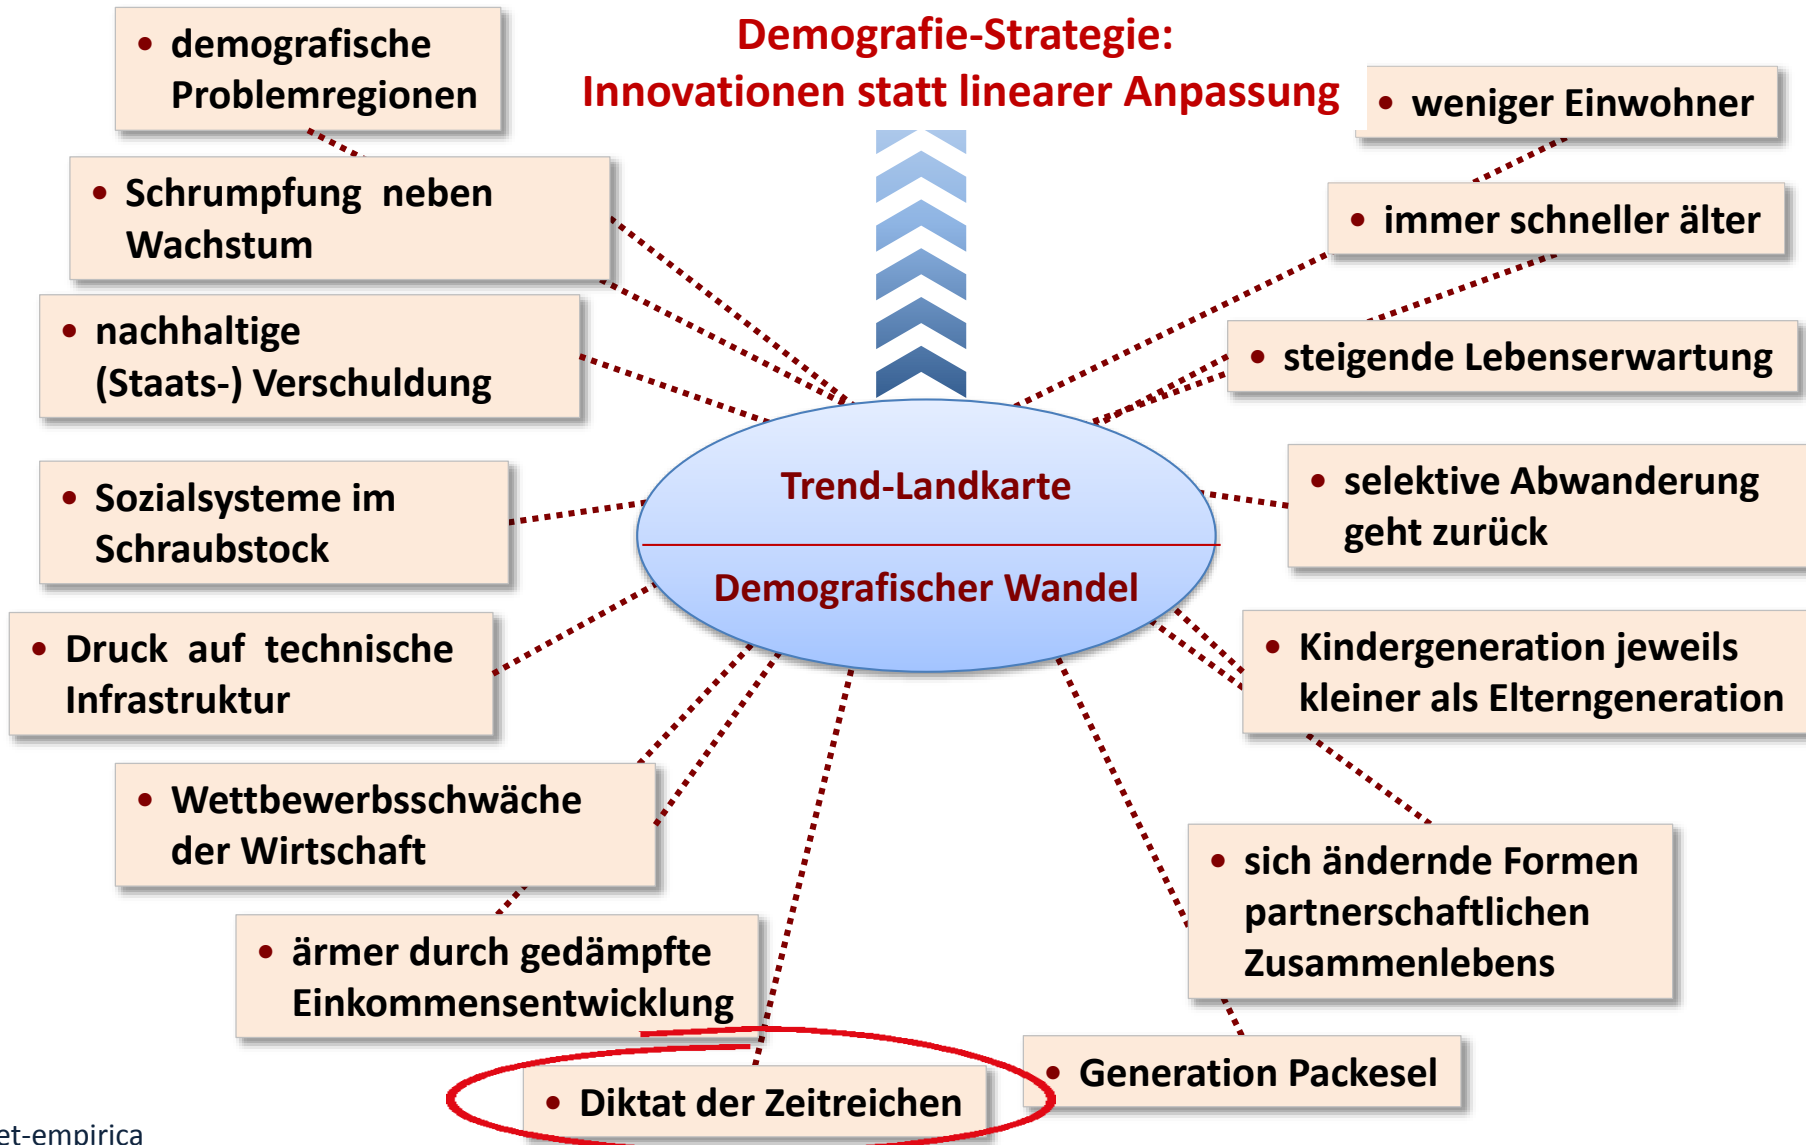 Demografie-Strategie:
Innovationen statt linearer Anpassung
• demografische
Problemregionen
• Schrumpfung neben
Wachstum
• nachhaltige
(Staats-) Verschuldung
• Sozialsysteme im
Schraubstock
• Druck auf technische
Infrastruktur
• Wettbewerbsschwäche
der Wirtschaft
• ärmer durch gedämpfte
Einkommensentwicklung
• Diktat der Zeitreichen
Trend-Landkarte
Demografischer Wandel
• weniger Einwohner
• immer schneller älter
• steigende Lebenserwartung
• selektive Abwanderung
geht zurück
• Kindergeneration jeweils
kleiner als Elterngeneration
• sich ändernde Formen
partnerschaftlichen
Zusammenlebens
• Generation Packesel
et-empirica